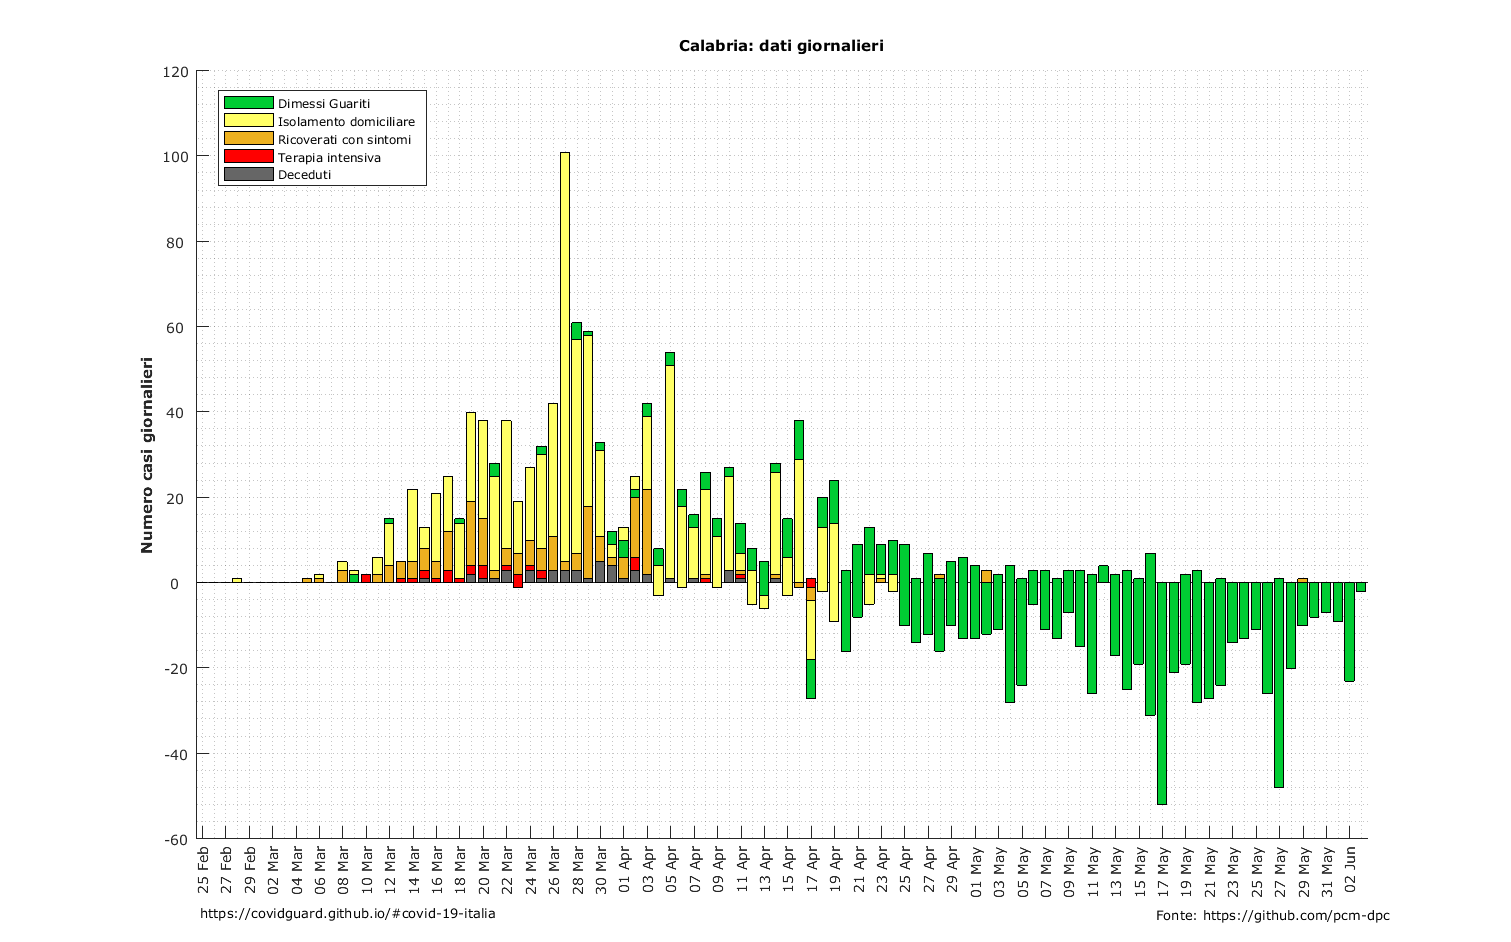 Calabria: dati giornalieri
120
100
80
60
40
20
0
-20
-40
-60
Numero casi giornalieri
Dimessi Guariti
Isolamento domiciliare
Ricoverati con sintomi
Terapia intensiva
Deceduti
25 Feb
27 Feb
29 Feb
02 Mar
04 Mar
06 Mar
08 Mar
10 Mar
12 Mar
14 Mar
16 Mar
18 Mar
20 Mar
22 Mar
24 Mar
26 Mar
28 Mar
30 Mar
01 Apr
03 Apr
05 Apr
07 Apr
09 Apr
11 Apr
13 Apr
15 Apr
17 Apr
19 Apr
21 Apr
23 Apr
25 Apr
27 Apr
29 Apr
01 May
03 May
05 May
07 May
09 May
11 May
13 May
15 May
17 May
19 May
21 May
23 May
25 May
27 May
29 May
31 May
02 Jun
https://covidguard.github.io/#covid-19-italia
Fonte: https://github.com/pcm-dpc